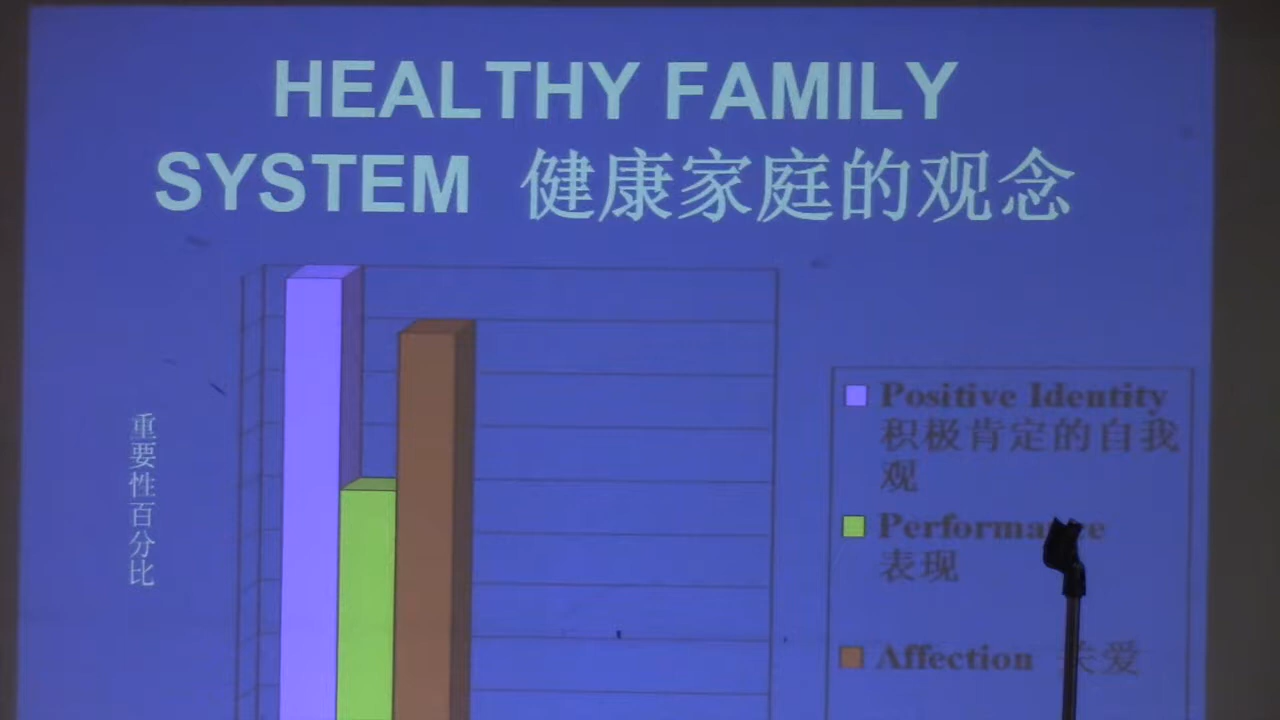 HEALTHY FAMILY
SYSTEM 健康家庭的观念
重要性百分比
Positive Identity
积极肯定的自我
观
Performance
表现
Affection 关爱